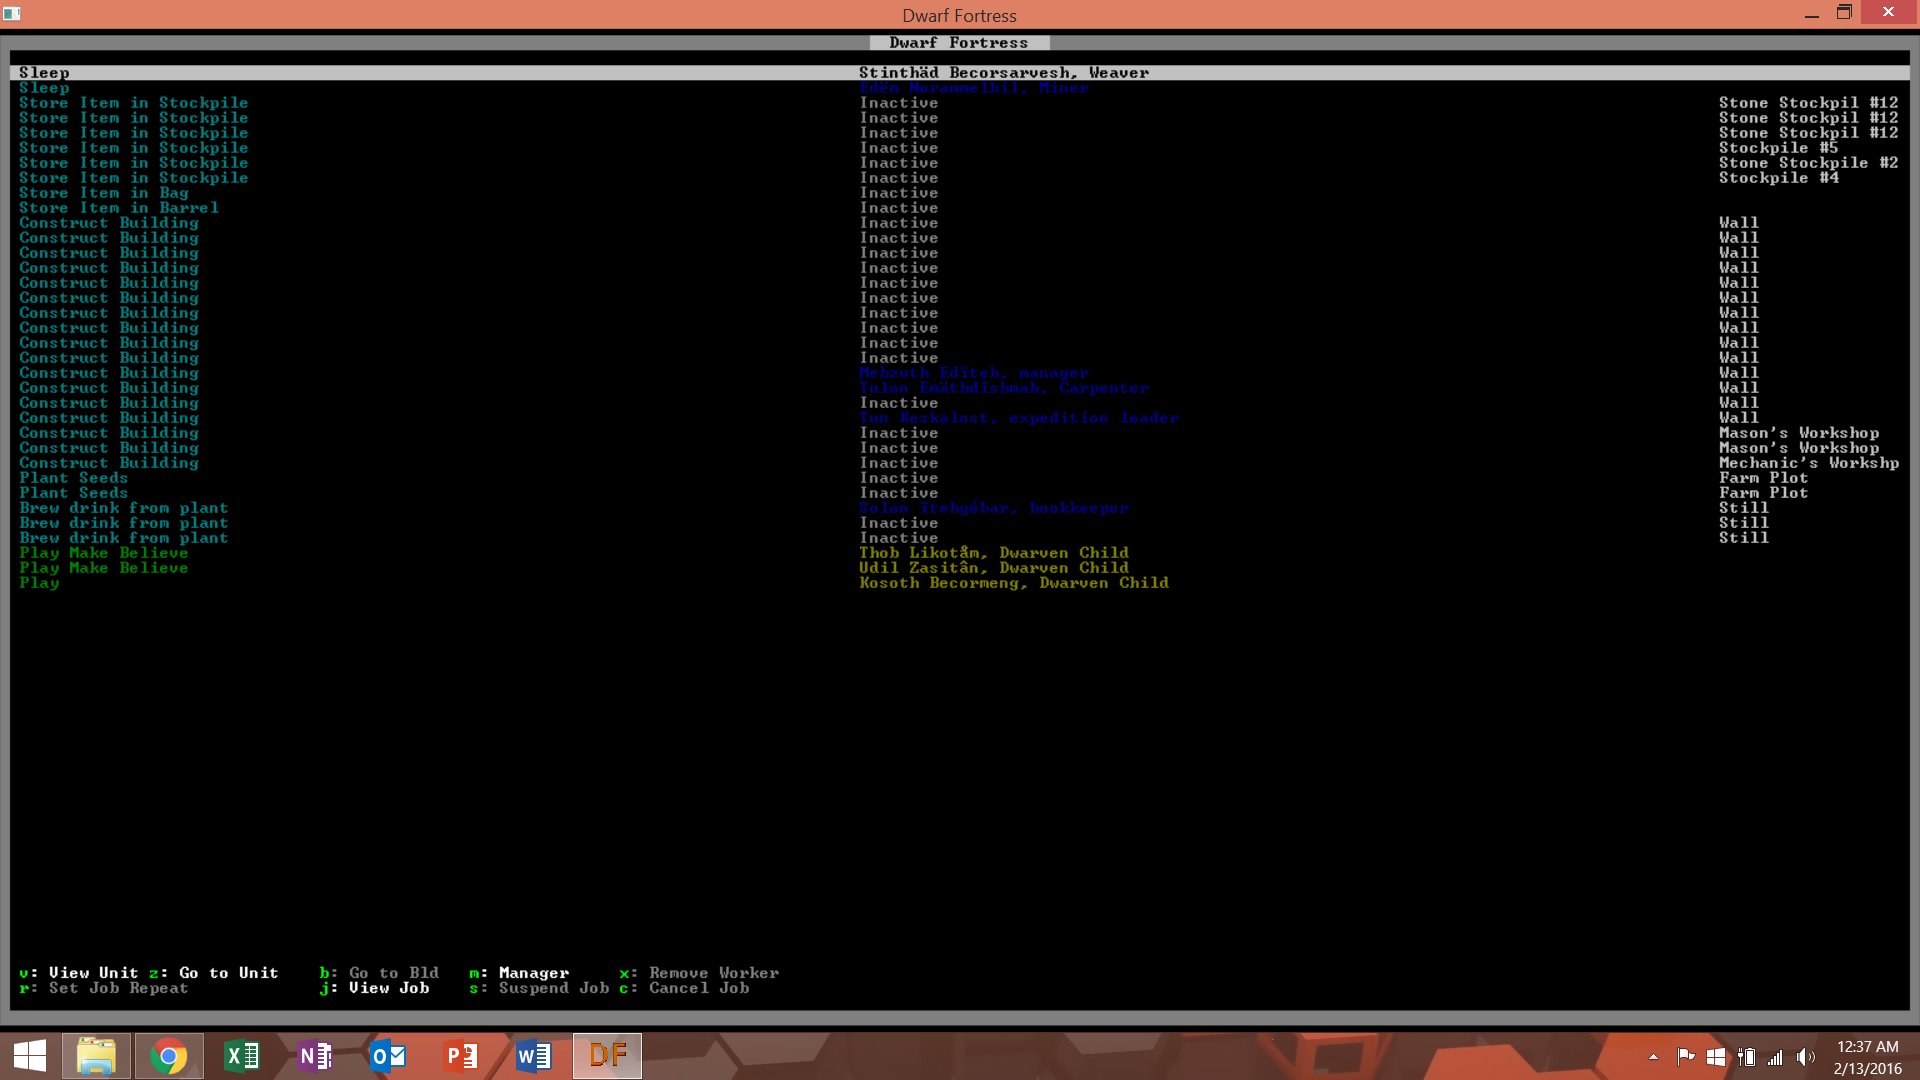 Dwarf Fortress
Dwarf Fortress
Sleep Stinthäd Becorsarvesh, Weaver
Sleep Edëm Norammelbil, Miner
Store Item in Stockpile Inactive Stone Stockpil #12
Store Item in Stockpile Inactive Stone Stockpil #12
Store Item in Stockpile Inactive Stone Stockpil #12
Store Item in Stockpile Inactive Stockpile #5
Store Item in Stockpile Inactive Stone Stockpile #2
Store Item in Stockpile Inactive Stockpile #4
Store Item in Bag Inactive
Store Item in Barrel Inactive
Construct Building Inactive Wall
Construct Building Inactive Wall
Construct Building Inactive Wall
Construct Building Inactive Wall
Construct Building Inactive Wall
Construct Building Inactive Wall
Construct Building Inactive Wall
Construct Building Inactive Wall
Construct Building Inactive Wall
Construct Building Inactive Wall
Construct Building Mebzuth Edïteb, manager Wall
Construct Building Tulon Emäthdîshmab, Carpenter Wall
Construct Building Inactive Wall
Construct Building Tun Keskalost, expedition leader Wall
Construct Building Inactive Mason's Workshop
Construct Building Inactive Mason's Workshop
Construct Building Inactive Mechanic's Workshp
Plant Seeds Inactive Farm Plot
Plant Seeds Inactive Farm Plot
Brew drink from plant Solon Ïtebgêbar, bookkeeper Still
Brew drink from plant Inactive Still
Brew drink from plant Inactive Still
Play Make Believe Thob Likotåm, Dwarven Child
Play Make Believe Udil Zasitân, Dwarven Child
Play Kosoth Becormeng, Dwarven Child
v: View Unit z: Go to Unit b: Go to Bld m: Manager x: Remove Worker
r: Set Job Repeat j: View Job s: Suspend Job c: Cancel Job
DF
12:37 AM
2/13/2016